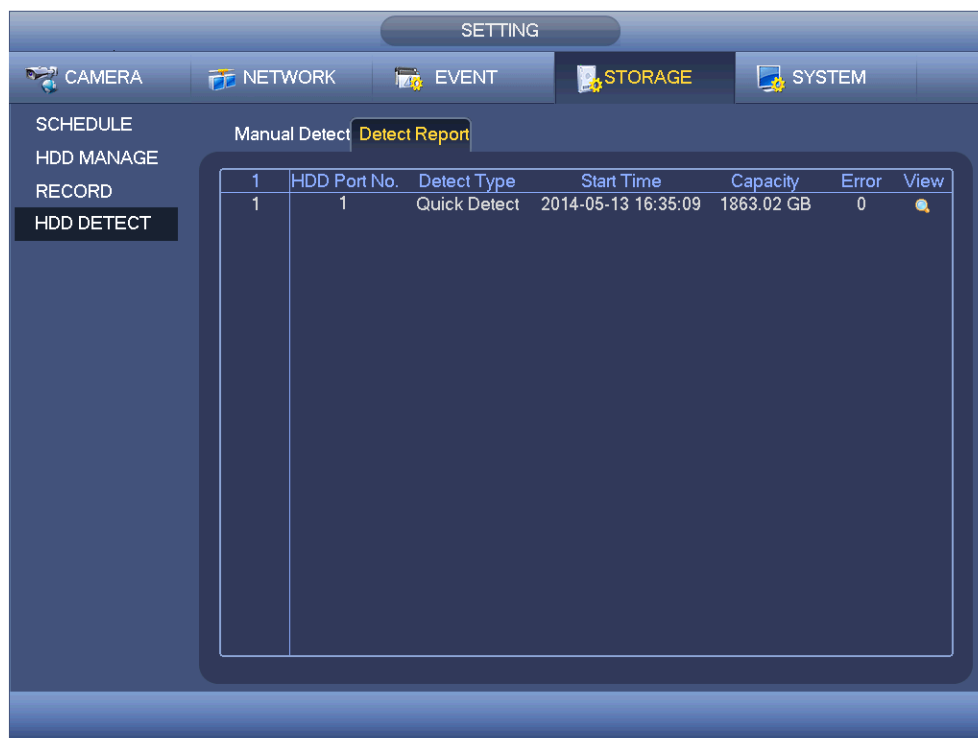 SETTING
CAMERA NETWORK EVENT STORAGE SYSTEM
SCHEDULE
HDD MANAGE
RECORD
HDD DETECT
Manual Detect Detect Report
1 HDD Port No. Detect Type Start Time Capacity Error View
1 1 Quick Detect 2014-05-13 16:35:09 1863.02 GB 0